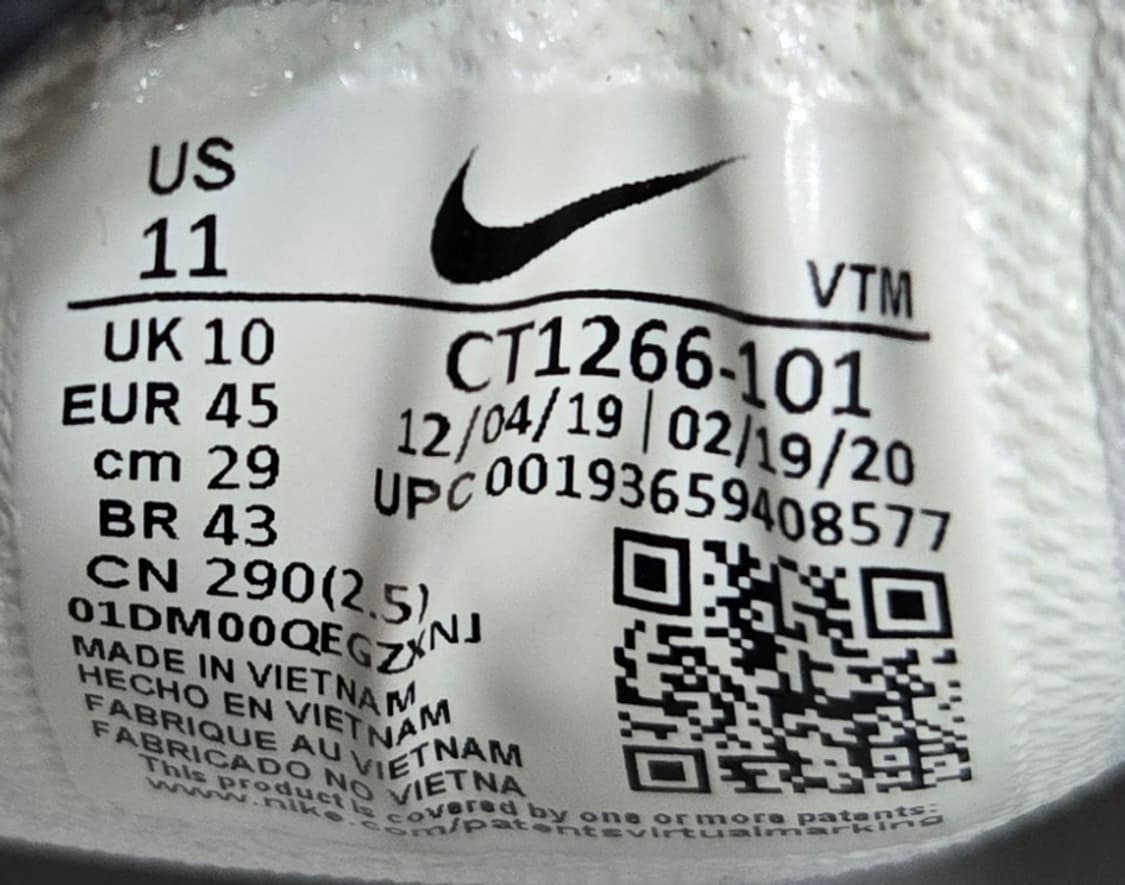 US
11
VTM
UK 10
EUR 45
cm 29
BR 43
CN 290(2.5)
CT1266-101
12/04/19 | 02/19/20
UPC 00193659408577
01DM00QEGZXNJ
MADE IN VIETNAM
HECHO EN VIETNAM
FABRIQUE AU VIETNAM
FABRICADO NO VIETNA
This product is covered by one or more patents:
www.nike.com/patentsvirtualmarking